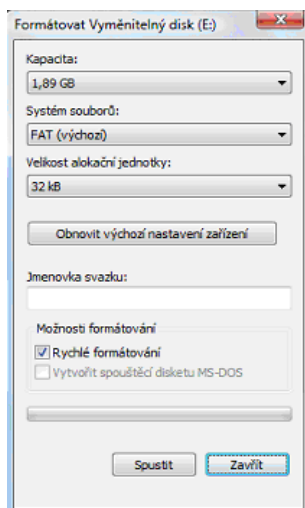 Formátovat Vyměnitelný disk (E:)
Kapacita:
1,89 GB
Systém souborů:
FAT (výchozí)
Velikost alokační jednotky:
32 kB
Obnovit výchozí nastavení zařízení
Jmenovka svazku:
Možnosti formátování
Rychlé formátování
Vytvořit spouštěcí disketu MS-DOS
Spustit Zavřít